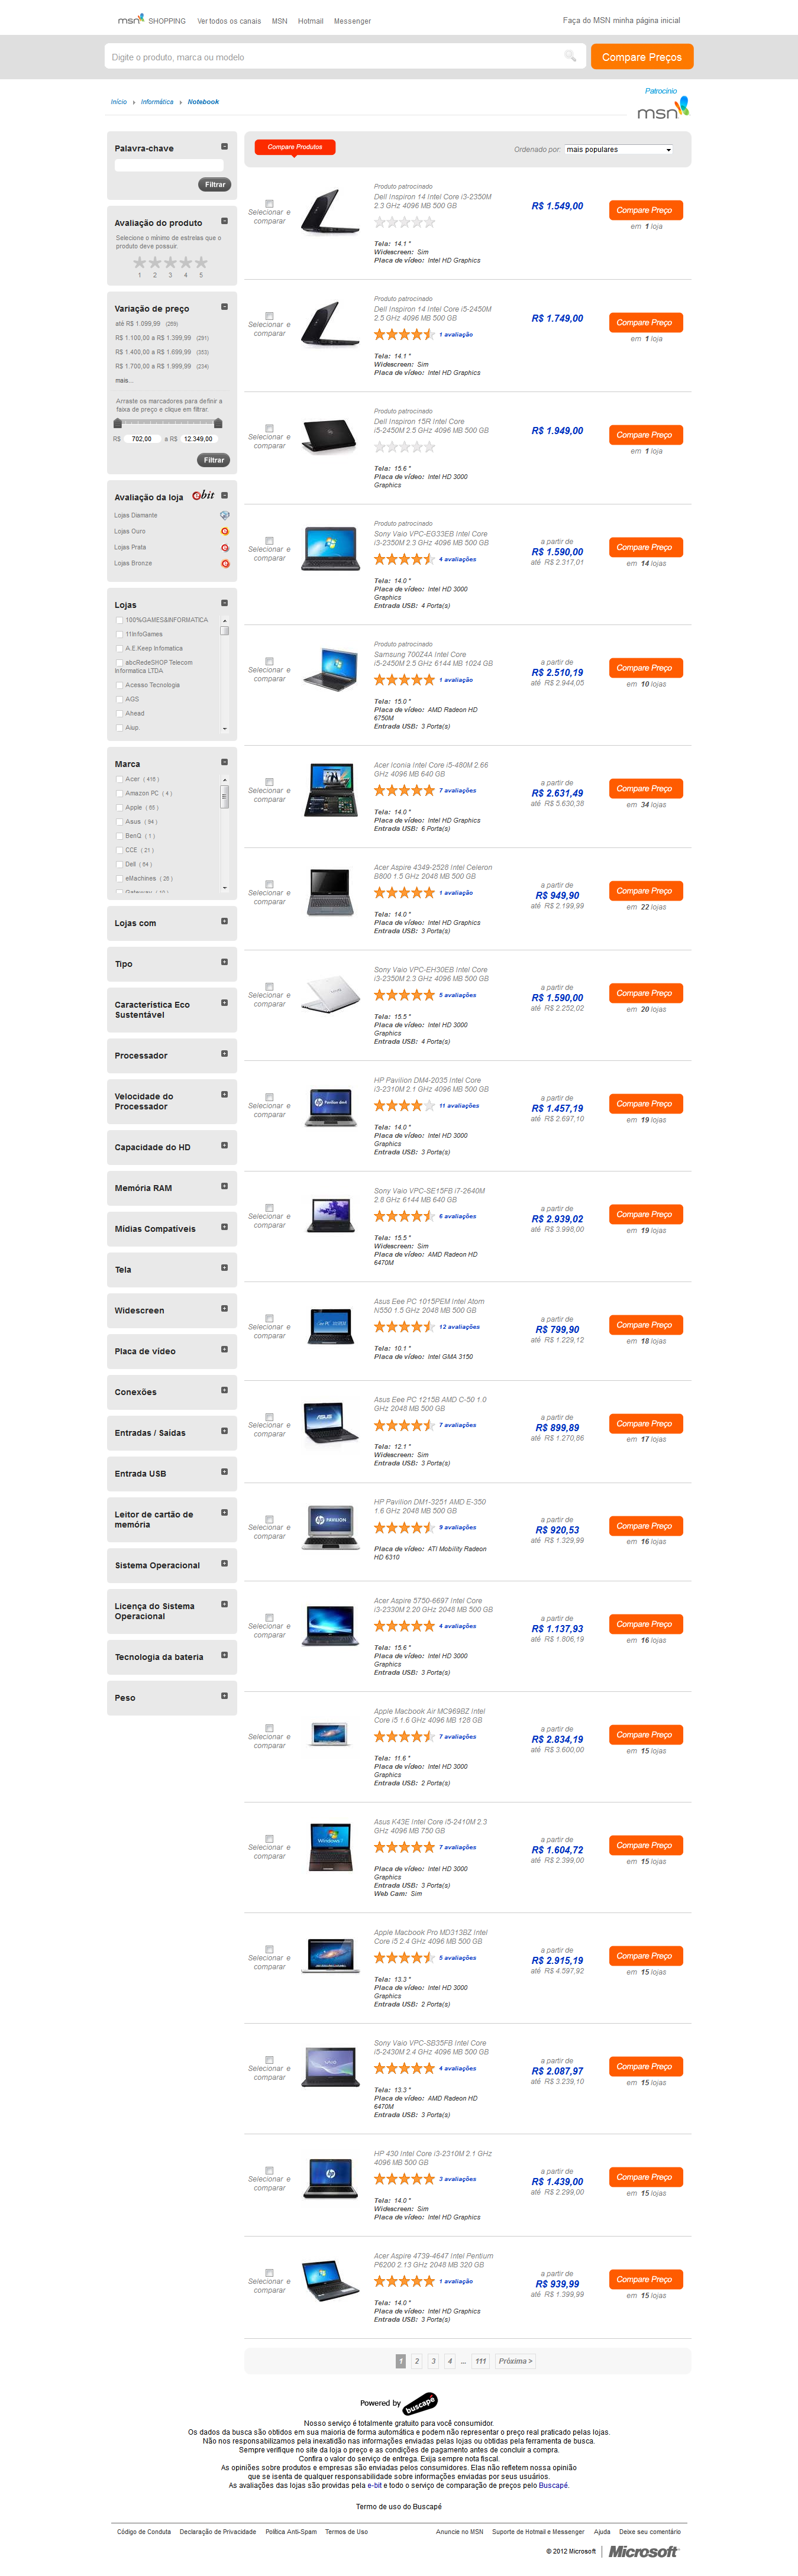 msn SHOPPING Ver todos os canais MSN Hotmail Messenger Faça do MSN minha página inicial
Digite o produto, marca ou modelo Compare Preços
Início Informática Notebook
Patrocínio
msn
Palavra-chave
Filtrar
Avaliação do produto
Selecione o mínimo de estrelas que o
produto deve possuir.
1 2 3 4 5
Variação de preço
até R$ 1.099,99 (269)
R$ 1.100,00 a R$ 1.399,99 (291)
R$ 1.400,00 a R$ 1.699,99 (353)
R$ 1.700,00 a R$ 1.999,99 (234)
mais...
Arraste os marcadores para definir a
faixa de preço e clique em filtrar.
R$ 702,00 a R$ 12.349,00
Filtrar
Avaliação da loja ebit
Lojas Diamante
Lojas Ouro
Lojas Prata
Lojas Bronze
Lojas
100%GAMES&INFORMATICA
11InfoGames
A.E.Keep Infomatica
abcRedeSHOP Telecom
Informatica LTDA
Acesso Tecnologia
AGS
Ahead
Aiup.
Marca
Acer ( 416 )
Amazon PC ( 4 )
Apple ( 66 )
Asus ( 94 )
BenQ ( 1 )
CCE ( 21 )
Dell ( 64 )
eMachines ( 26 )
Lojas com
Tipo
Característica Eco
Sustentável
Processador
Velocidade do
Processador
Capacidade do HD
Memória RAM
Mídias Compatíveis
Tela
Widescreen
Placa de vídeo
Conexões
Entradas / Saídas
Entrada USB
Leitor de cartão de
memória
Sistema Operacional
Licença do Sistema
Operacional
Tecnologia da bateria
Peso
Compare Produtos Ordenado por: mais populares
Selecionar e
comparar
Produto patrocinado
Dell Inspiron 14 Intel Core i3-2350M
2.3 GHz 4096 MB 500 GB
Tela: 14.1 "
Widescreen: Sim
Placa de vídeo: Intel HD Graphics
R$ 1.549,00
Compare Preço
em 1 loja
Selecionar e
comparar
Produto patrocinado
Dell Inspiron 14 Intel Core i5-2450M
2.5 GHz 4096 MB 500 GB
1 avaliação
Tela: 14.1 "
Widescreen: Sim
Placa de vídeo: Intel HD Graphics
R$ 1.749,00
Compare Preço
em 1 loja
Selecionar e
comparar
Produto patrocinado
Dell Inspiron 15R Intel Core
i5-2450M 2.5 GHz 4096 MB 500 GB
Tela: 15.6 "
Placa de vídeo: Intel HD 3000
Graphics
R$ 1.949,00
Compare Preço
em 1 loja
Selecionar e
comparar
Produto patrocinado
Sony Vaio VPC-EG33EB Intel Core
i3-2350M 2.3 GHz 4096 MB 500 GB
4 avaliações
Tela: 14.0 "
Placa de vídeo: Intel HD 3000
Graphics
Entrada USB: 4 Porta(s)
a partir de
R$ 1.590,00
até R$ 2.317,01
Compare Preço
em 14 lojas
Selecionar e
comparar
Produto patrocinado
Samsung 700Z4A Intel Core
i5-2450M 2.5 GHz 6144 MB 1024 GB
1 avaliação
Tela: 15.0 "
Placa de vídeo: AMD Radeon HD
6750M
Entrada USB: 3 Porta(s)
a partir de
R$ 2.510,19
até R$ 2.944,05
Compare Preço
em 10 lojas
Selecionar e
comparar
Acer Iconia Intel Core i5-480M 2.66
GHz 4096 MB 640 GB
7 avaliações
Tela: 14.0 "
Placa de vídeo: Intel HD Graphics
Entrada USB: 6 Porta(s)
a partir de
R$ 2.631,49
até R$ 5.630,38
Compare Preço
em 34 lojas
Selecionar e
comparar
Acer Aspire 4349-2528 Intel Celeron
B800 1.5 GHz 2048 MB 500 GB
1 avaliação
Tela: 14.0 "
Placa de vídeo: Intel HD Graphics
Entrada USB: 3 Porta(s)
a partir de
R$ 949,90
até R$ 2.199,99
Compare Preço
em 22 lojas
Selecionar e
comparar
Sony Vaio VPC-EH30EB Intel Core
i3-2350M 2.3 GHz 4096 MB 500 GB
5 avaliações
Tela: 15.5 "
Placa de vídeo: Intel HD 3000
Graphics
Entrada USB: 4 Porta(s)
a partir de
R$ 1.590,00
até R$ 2.252,02
Compare Preço
em 20 lojas
Selecionar e
comparar
HP Pavilion DM4-2035 Intel Core
i3-2310M 2.1 GHz 4096 MB 500 GB
11 avaliações
Tela: 14.0 "
Placa de vídeo: Intel HD 3000
Graphics
Entrada USB: 3 Porta(s)
a partir de
R$ 1.457,19
até R$ 2.697,10
Compare Preço
em 19 lojas
Selecionar e
comparar
Sony Vaio VPC-SE15FB i7-2640M
2.8 GHz 6144 MB 640 GB
6 avaliações
Tela: 15.5 "
Widescreen: Sim
Placa de vídeo: AMD Radeon HD
6470M
a partir de
R$ 2.939,02
até R$ 3.998,00
Compare Preço
em 19 lojas
Selecionar e
comparar
Asus Eee PC 1015PEM Intel Atom
N550 1.5 GHz 2048 MB 500 GB
12 avaliações
Tela: 10.1 "
Placa de vídeo: Intel GMA 3150
a partir de
R$ 799,90
até R$ 1.229,12
Compare Preço
em 18 lojas
Selecionar e
comparar
Asus Eee PC 1215B AMD C-50 1.0
GHz 2048 MB 500 GB
7 avaliações
Tela: 12.1 "
Widescreen: Sim
Entrada USB: 3 Porta(s)
a partir de
R$ 899,89
até R$ 1.270,86
Compare Preço
em 17 lojas
Selecionar e
comparar
HP Pavilion DM1-3251 AMD E-350
1.6 GHz 2048 MB 500 GB
9 avaliações
Placa de vídeo: ATI Mobility Radeon
HD 6310
a partir de
R$ 920,53
até R$ 1.329,99
Compare Preço
em 16 lojas
Selecionar e
comparar
Acer Aspire 5750-6697 Intel Core
i3-2330M 2.20 GHz 2048 MB 500 GB
4 avaliações
Tela: 15.6 "
Placa de vídeo: Intel HD 3000
Graphics
Entrada USB: 3 Porta(s)
a partir de
R$ 1.137,93
até R$ 1.806,19
Compare Preço
em 16 lojas
Selecionar e
comparar
Apple Macbook Air MC969BZ Intel
Core i5 1.6 GHz 4096 MB 128 GB
7 avaliações
Tela: 11.6 "
Placa de vídeo: Intel HD 3000
Graphics
Entrada USB: 2 Porta(s)
a partir de
R$ 2.834,19
até R$ 3.600,00
Compare Preço
em 15 lojas
Selecionar e
comparar
Asus K43E Intel Core i5-2410M 2.3
GHz 4096 MB 750 GB
7 avaliações
Placa de vídeo: Intel HD 3000
Graphics
Entrada USB: 3 Porta(s)
Web Cam: Sim
a partir de
R$ 1.604,72
até R$ 2.399,00
Compare Preço
em 15 lojas
Selecionar e
comparar
Apple Macbook Pro MD313BZ Intel
Core i5 2.4 GHz 4096 MB 500 GB
5 avaliações
Tela: 13.3 "
Placa de vídeo: Intel HD 3000
Graphics
Entrada USB: 2 Porta(s)
a partir de
R$ 2.915,19
até R$ 4.597,92
Compare Preço
em 15 lojas
Selecionar e
comparar
Sony Vaio VPC-SB35FB Intel Core
i5-2430M 2.4 GHz 4096 MB 500 GB
4 avaliações
Tela: 13.3 "
Placa de vídeo: AMD Radeon HD
6470M
Entrada USB: 3 Porta(s)
a partir de
R$ 2.087,97
até R$ 3.239,10
Compare Preço
em 15 lojas
Selecionar e
comparar
HP 430 Intel Core i3-2310M 2.1 GHz
4096 MB 500 GB
3 avaliações
Tela: 14.0 "
Widescreen: Sim
Placa de vídeo: Intel HD Graphics
a partir de
R$ 1.439,00
até R$ 2.299,00
Compare Preço
em 15 lojas
Selecionar e
comparar
Acer Aspire 4739-4647 Intel Pentium
P6200 2.13 GHz 2048 MB 320 GB
1 avaliação
Tela: 14.0 "
Placa de vídeo: Intel HD Graphics
Entrada USB: 3 Porta(s)
a partir de
R$ 939,99
até R$ 1.399,99
Compare Preço
em 15 lojas
1 2 3 4 ... 111 Próxima >
Powered by buscapé
Nosso serviço é totalmente gratuito para você consumidor.
Os dados da busca são obtidos em sua maioria de forma automática e podem não representar o preço real praticado pelas lojas.
Não nos responsabilizamos pela inexatidão nas informações enviadas pelas lojas ou obtidas pela ferramenta de busca.
Sempre verifique no site da loja o preço e as condições de pagamento antes de concluir a compra.
Confira o valor do serviço de entrega. Exija sempre nota fiscal.
As opiniões sobre produtos e empresas são enviadas pelos consumidores. Elas não refletem nossa opinião
que se isenta de qualquer responsabilidade sobre informações enviadas por seus usuários.
As avaliações das lojas são providas pela e-bit e todo o serviço de comparação de preços pelo Buscapé.
Termo de uso do Buscapé
Código de Conduta Declaração de Privacidade Política Anti-Spam Termos de Uso Anuncie no MSN Suporte de Hotmail e Messenger Ajuda Deixe seu comentário
© 2012 Microsoft Microsoft